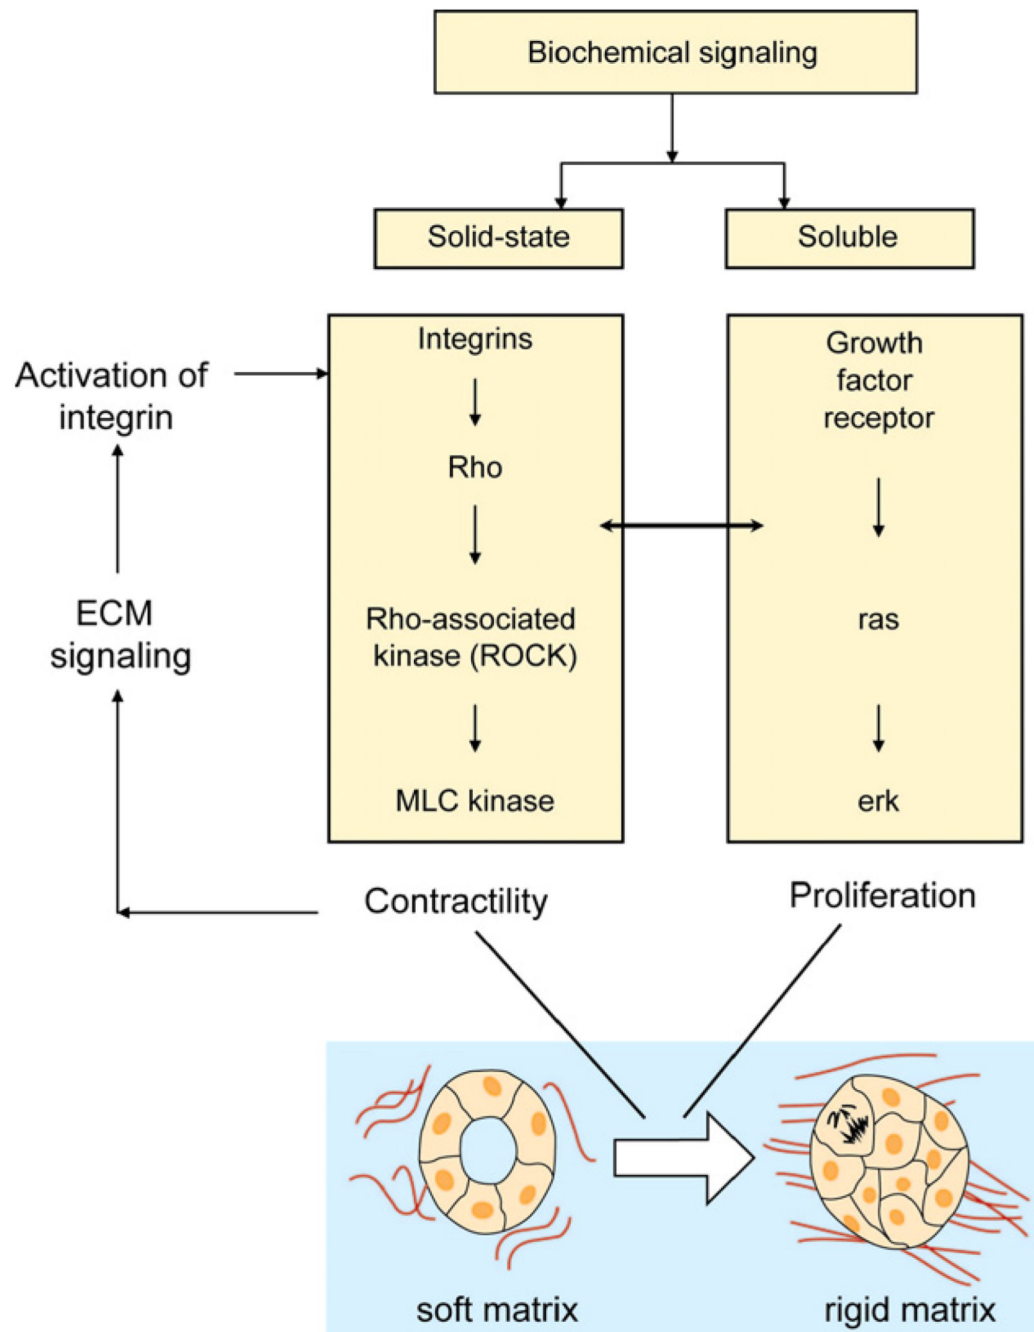 Biochemical signaling
Solid-state
Soluble
Activation of
integrin
ECM
signaling
Integrins
Rho
Rho-associated
kinase (ROCK)
MLC kinase
Growth
factor
receptor
ras
erk
Contractility
Proliferation
soft matrix
rigid matrix